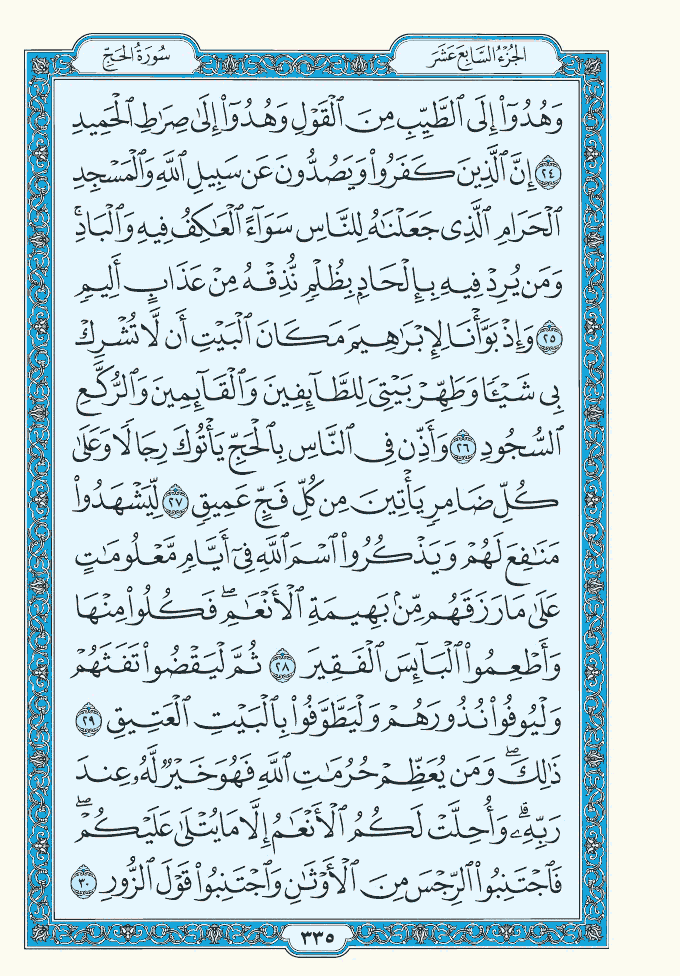 الجُزْءُ السَّابِعَ عَشَرَ
سُورَةُ الحَجّ
وَهُدُوٓا۟ إِلَى ٱلطَّيِّبِ مِنَ ٱلْقَوْلِ وَهُدُوٓا۟ إِلَىٰ صِرَٰطِ ٱلْحَمِيدِ
٢٤ إِنَّ ٱلَّذِينَ كَفَرُوا۟ وَيَصُدُّونَ عَن سَبِيلِ ٱللَّهِ وَٱلْمَسْجِدِ
ٱلْحَرَامِ ٱلَّذِى جَعَلْنَٰهُ لِلنَّاسِ سَوَآءً ٱلْعَٰكِفُ فِيهِ وَٱلْبَادِ ۚ
وَمَن يُرِدْ فِيهِ بِإِلْحَادٍۭ بِظُلْمٍ نُّذِقْهُ مِنْ عَذَابٍ أَلِيمٍ
٢٥ وَإِذْ بَوَّأْنَا لِإِبْرَٰهِيمَ مَكَانَ ٱلْبَيْتِ أَن لَّا تُشْرِكْ
بِى شَيْـًٔا وَطَهِّرْ بَيْتِىَ لِلطَّآئِفِينَ وَٱلْقَآئِمِينَ وَٱلرُّكَّعِ
ٱلسُّجُودِ ٢٦ وَأَذِّن فِى ٱلنَّاسِ بِٱلْحَجِّ يَأْتُوكَ رِجَالًا وَعَلَىٰ
كُلِّ ضَامِرٍ يَأْتِينَ مِن كُلِّ فَجٍّ عَمِيقٍ ٢٧ لِّيَشْهَدُوا۟
مَنَٰفِعَ لَهُمْ وَيَذْكُرُوا۟ ٱسْمَ ٱللَّهِ فِىٓ أَيَّامٍ مَّعْلُومَٰتٍ
عَلَىٰ مَا رَزَقَهُم مِّنۢ بَهِيمَةِ ٱلْأَنْعَٰمِ ۖ فَكُلُوا۟ مِنْهَا
وَأَطْعِمُوا۟ ٱلْبَآئِسَ ٱلْفَقِيرَ ٢٨ ثُمَّ لْيَقْضُوا۟ تَفَثَهُمْ
وَلْيُوفُوا۟ نُذُورَهُمْ وَلْيَطَّوَّفُوا۟ بِٱلْبَيْتِ ٱلْعَتِيقِ ٢٩
ذَٰلِكَ ۖ وَمَن يُعَظِّمْ حُرُمَٰتِ ٱللَّهِ فَهُوَ خَيْرٌ لَّهُۥ عِندَ
رَبِّهِۦ ۗ وَأُحِلَّتْ لَكُمُ ٱلْأَنْعَٰمُ إِلَّا مَا يُتْلَىٰ عَلَيْكُمْ ۖ
فَٱجْتَنِبُوا۟ ٱلرِّجْسَ مِنَ ٱلْأَوْثَٰنِ وَٱجْتَنِبُوا۟ قَوْلَ ٱلزُّورِ ٣٠
٣٣٥